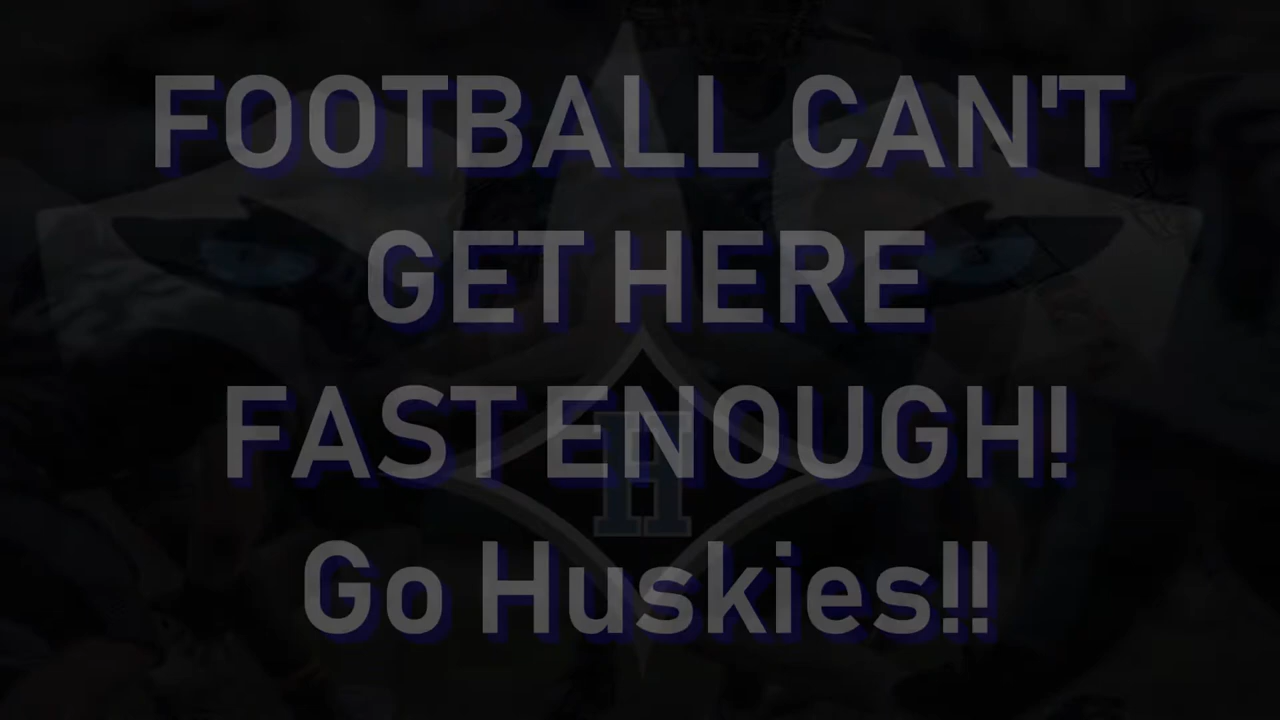 FOOTBALL CAN'T
GET HERE
FAST ENOUGH!
H
Go Huskies!!